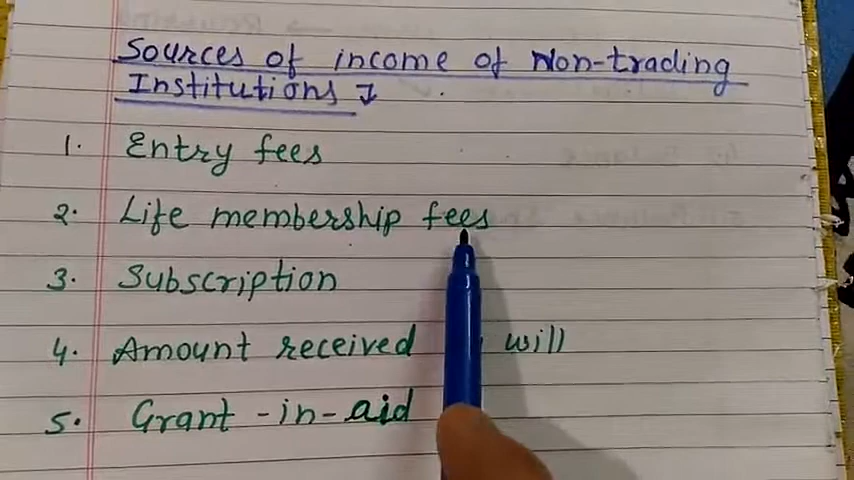 Sources of income of Non-trading
Institutions :
1. Entry fees
2. Life membership fees
3. Subscription
4. Amount received will
5. Grant-in-aid